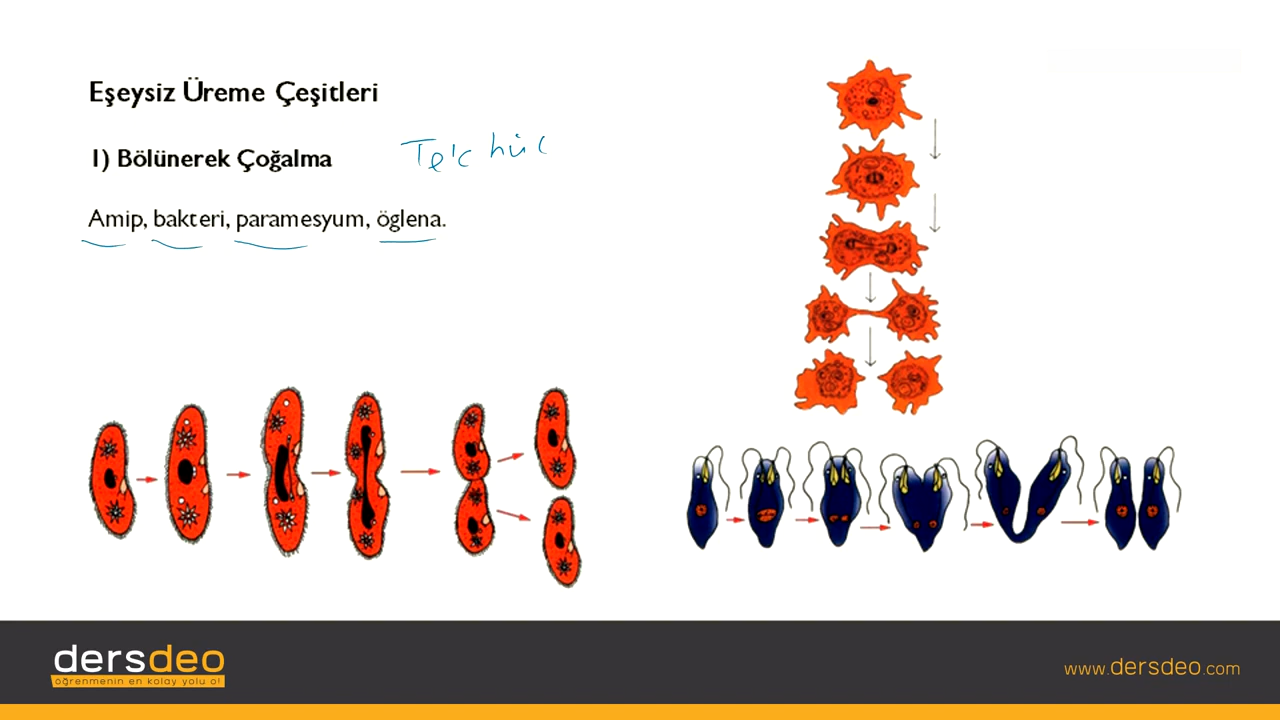 Eşeysiz Üreme Çeşitleri
1) Bölünerek Çoğalma
Tek hüc
Amip, bakteri, paramesyum, öglena.
dersdeo
öğrenmenin en kolay yolu o!
www.dersdeo.com